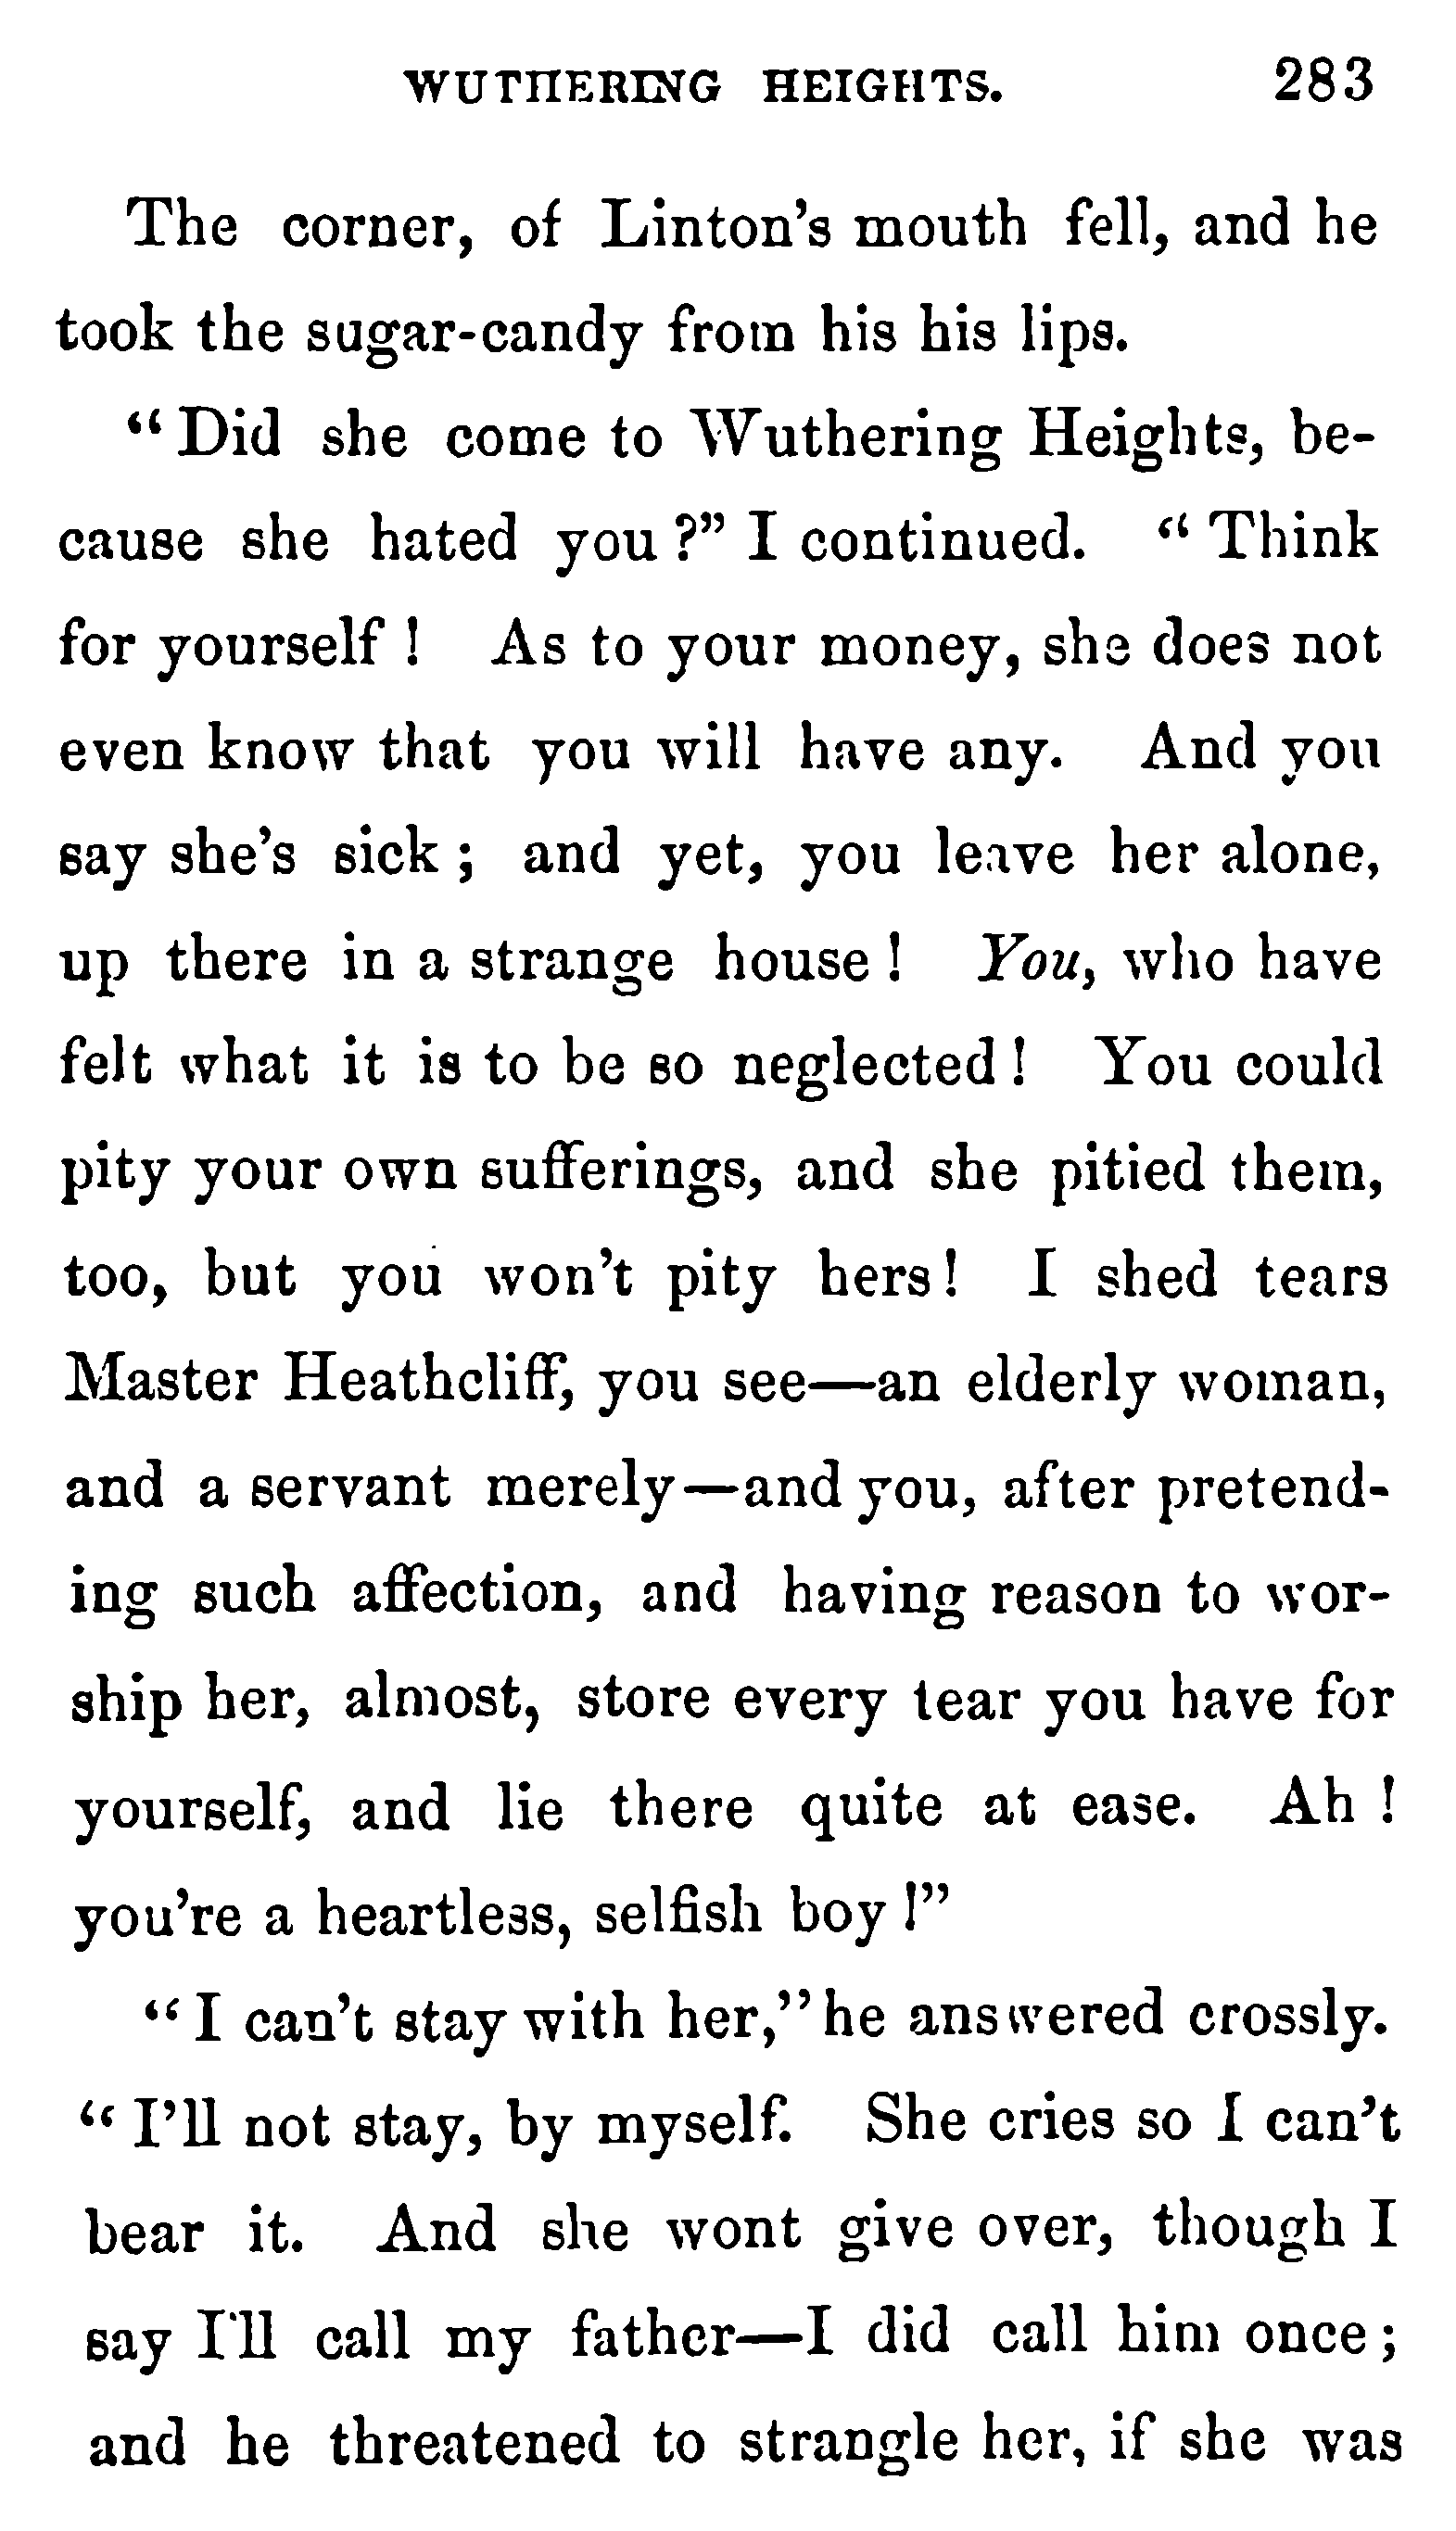 WUTHERING HEIGHTS. 283
The corner, of Linton's mouth fell, and he
took the sugar-candy from his his lips.
"Did she come to Wuthering Heights, be-
cause she hated you?" I continued. "Think
for yourself! As to your money, she does not
even know that you will have any. And you
say she's sick; and yet, you leave her alone,
up there in a strange house! You, who have
felt what it is to be so neglected! You could
pity your own sufferings, and she pitied them,
too, but you won't pity hers! I shed tears
Master Heathcliff, you see—an elderly woman,
and a servant merely—and you, after pretend-
ing such affection, and having reason to wor-
ship her, almost, store every tear you have for
yourself, and lie there quite at ease. Ah!
you're a heartless, selfish boy!"
"I can't stay with her," he answered crossly.
"I'll not stay, by myself. She cries so I can't
bear it. And she wont give over, though I
say I'll call my father—I did call him once;
and he threatened to strangle her, if she was